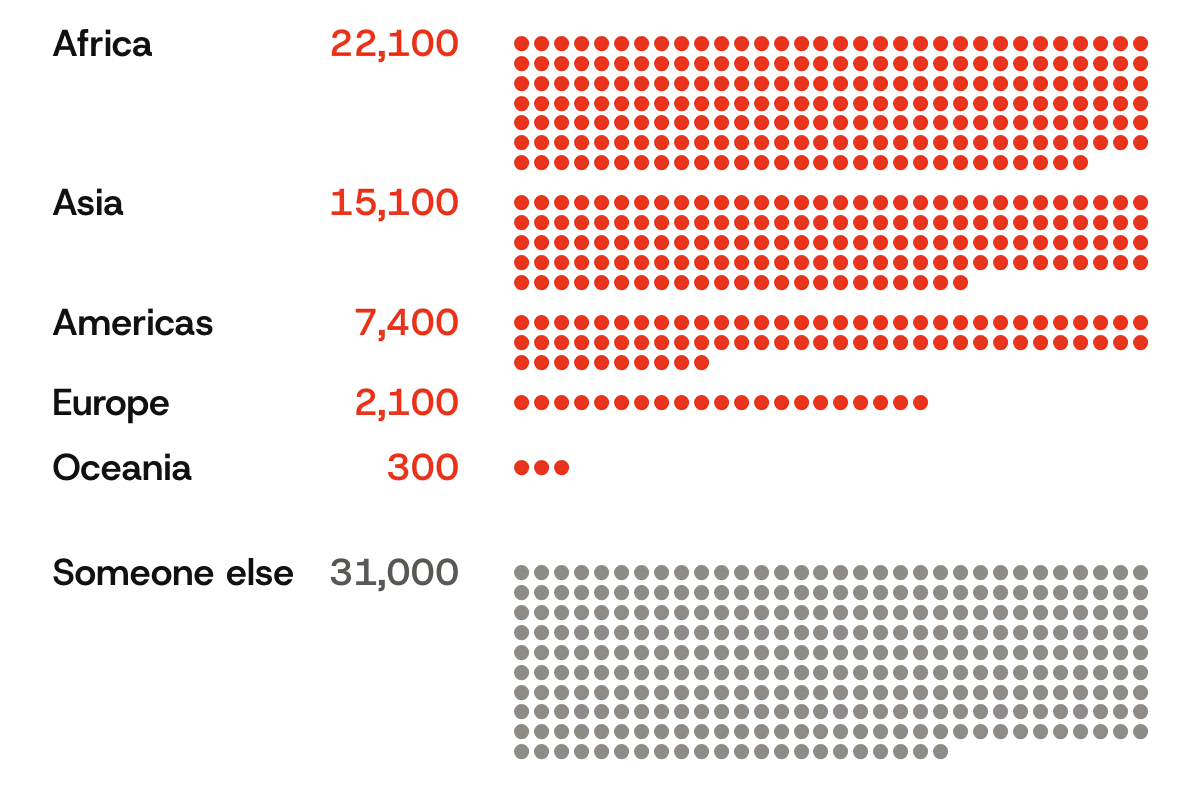 Africa 22,100
Asia 15,100
Americas 7,400
Europe 2,100
Oceania 300
Someone else 31,000